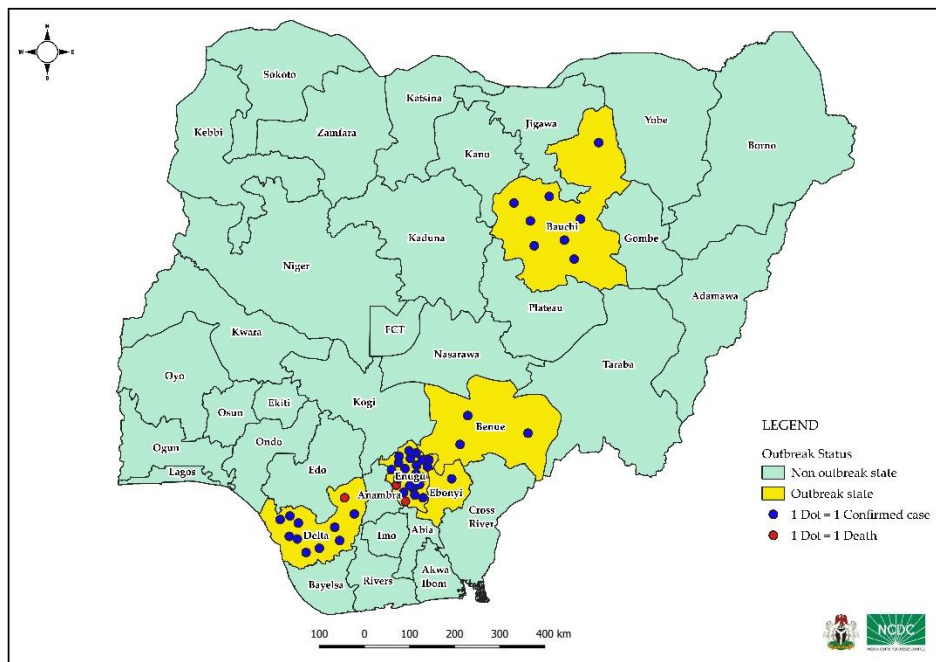 N
W E
S
Sokoto
Katsina
Jigawa
Yobe
Kebbi
Zamfara
Kano
Borno
Bauchi
Gombe
Kaduna
Niger
Adamawa
Plateau
FCT
Kwara
Nasarawa
Taraba
Oyo
Kogi
Ekiti
Osun
Benue
Ogun
Ondo
Lagos
Edo
Enugu
Anambra
Ebonyi
Cross
River
Delta
Imo
Abia
Bayelsa
Rivers
Akwa
Ibom
LEGEND
Outbreak Status
Non outbreak state
Outbreak state
1 Dot = 1 Confirmed case
1 Dot = 1 Death
100 0 100 200 300 400 km
NCDC